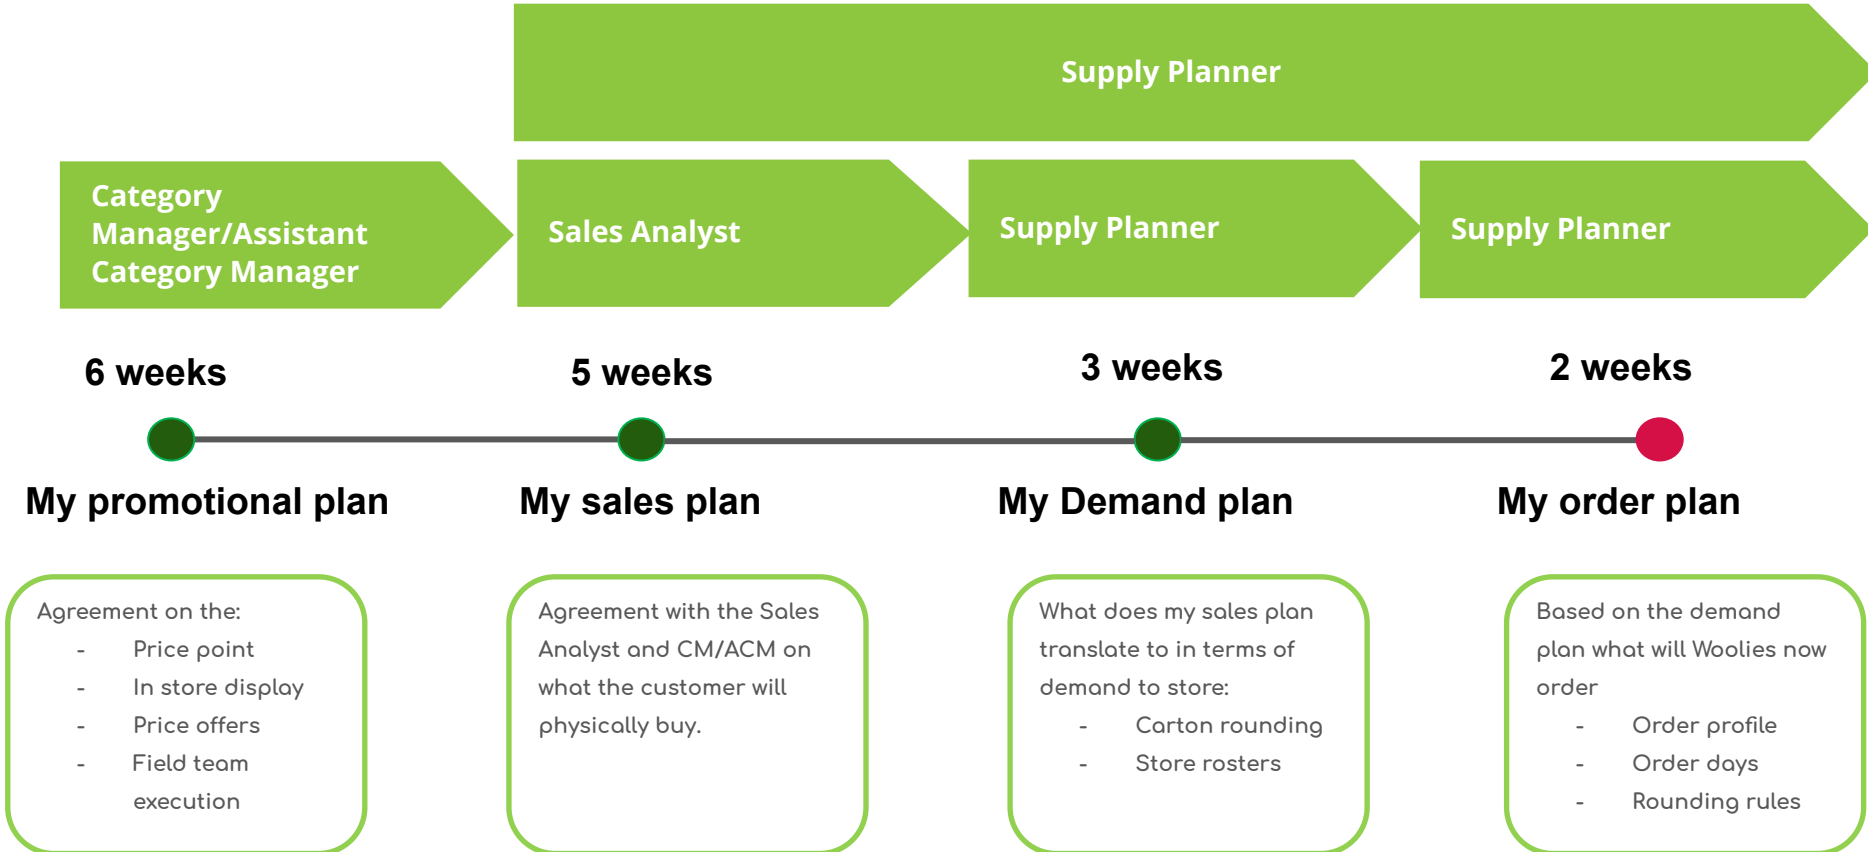 Supply Planner
Category
Manager/Assistant
Category Manager
Sales Analyst
Supply Planner
Supply Planner
6 weeks
5 weeks
3 weeks
2 weeks
My promotional plan
My sales plan
My Demand plan
My order plan
Agreement on the:
- Price point
- In store display
- Price offers
- Field team
execution
Agreement with the Sales
Analyst and CM/ACM on
what the customer will
physically buy.
What does my sales plan
translate to in terms of
demand to store:
- Carton rounding
- Store rosters
Based on the demand
plan what will Woolies now
order
- Order profile
- Order days
- Rounding rules